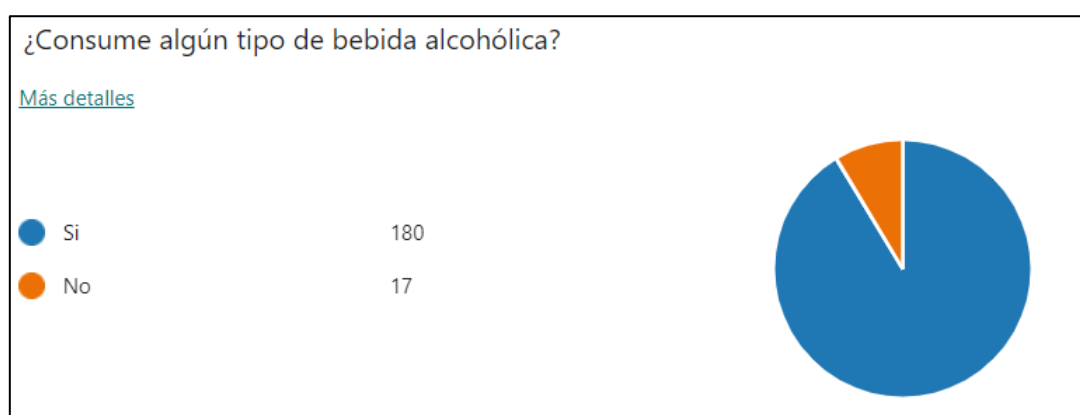 ¿Consume algún tipo de bebida alcohólica?
Más detalles
Si 180
No 17